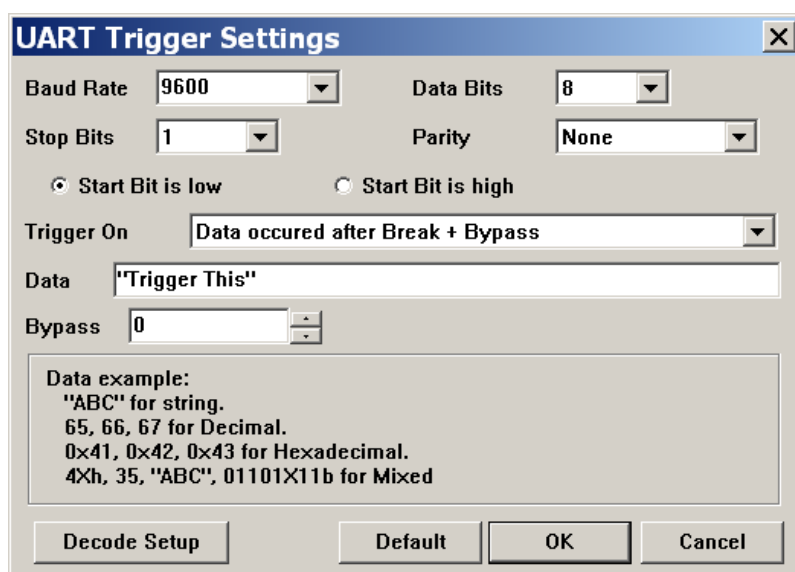 UART Trigger Settings
Baud Rate 9600 Data Bits 8
Stop Bits 1 Parity None
Start Bit is low Start Bit is high
Trigger On Data occured after Break + Bypass
Data "Trigger This"
Bypass 0
Data example:
"ABC" for string.
65, 66, 67 for Decimal.
0x41, 0x42, 0x43 for Hexadecimal.
4Xh, 35, "ABC", 01101X11b for Mixed
Decode Setup Default OK Cancel